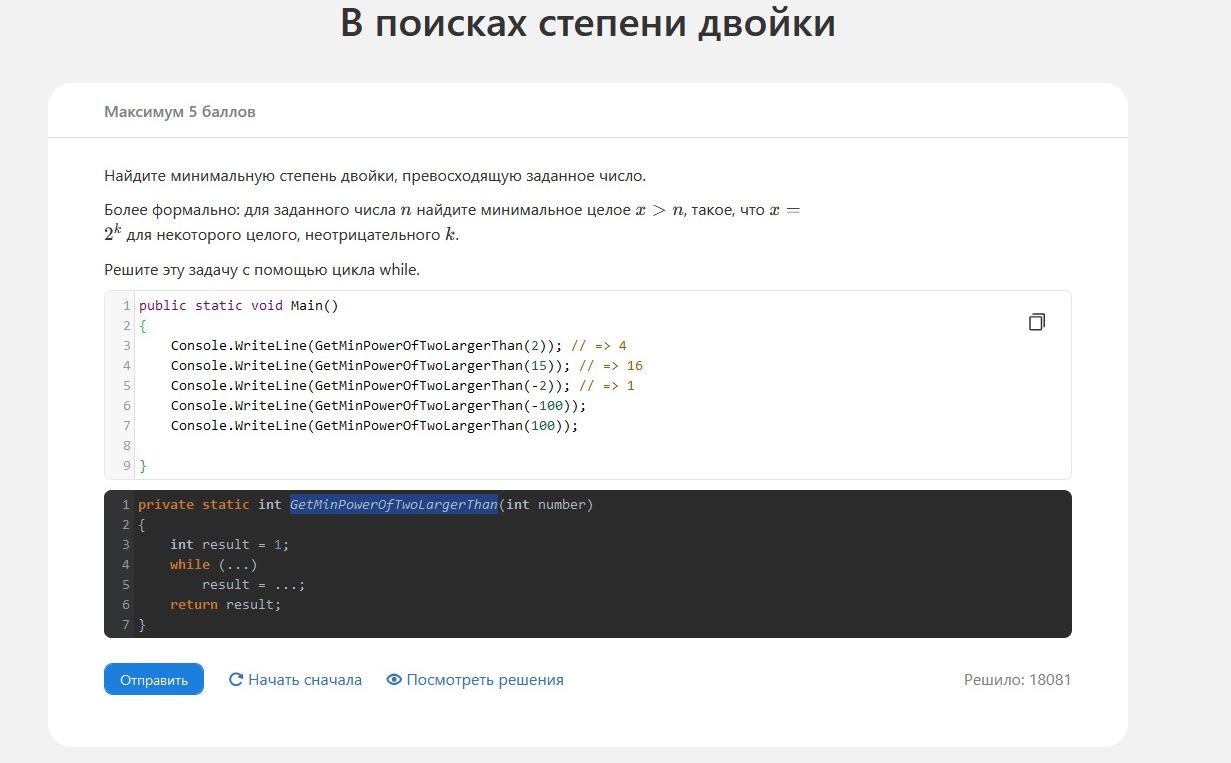 В поисках степени двойки
Максимум 5 баллов
Найдите минимальную степень двойки, превосходящую заданное число.
Более формально: для заданного числа n найдите минимальное целое x > n, такое, что x =
2^k для некоторого целого, неотрицательного k.
Решите эту задачу с помощью цикла while.
1 public static void Main()
2 {
3     Console.WriteLine(GetMinPowerOfTwoLargerThan(2)); // => 4
4     Console.WriteLine(GetMinPowerOfTwoLargerThan(15)); // => 16
5     Console.WriteLine(GetMinPowerOfTwoLargerThan(-2)); // => 1
6     Console.WriteLine(GetMinPowerOfTwoLargerThan(-100));
7     Console.WriteLine(GetMinPowerOfTwoLargerThan(100));
8
9 }
1 private static int GetMinPowerOfTwoLargerThan(int number)
2 {
3     int result = 1;
4     while (...)
5         result = ...;
6     return result;
7 }
Отправить Начать сначала Посмотреть решения Решило: 18081